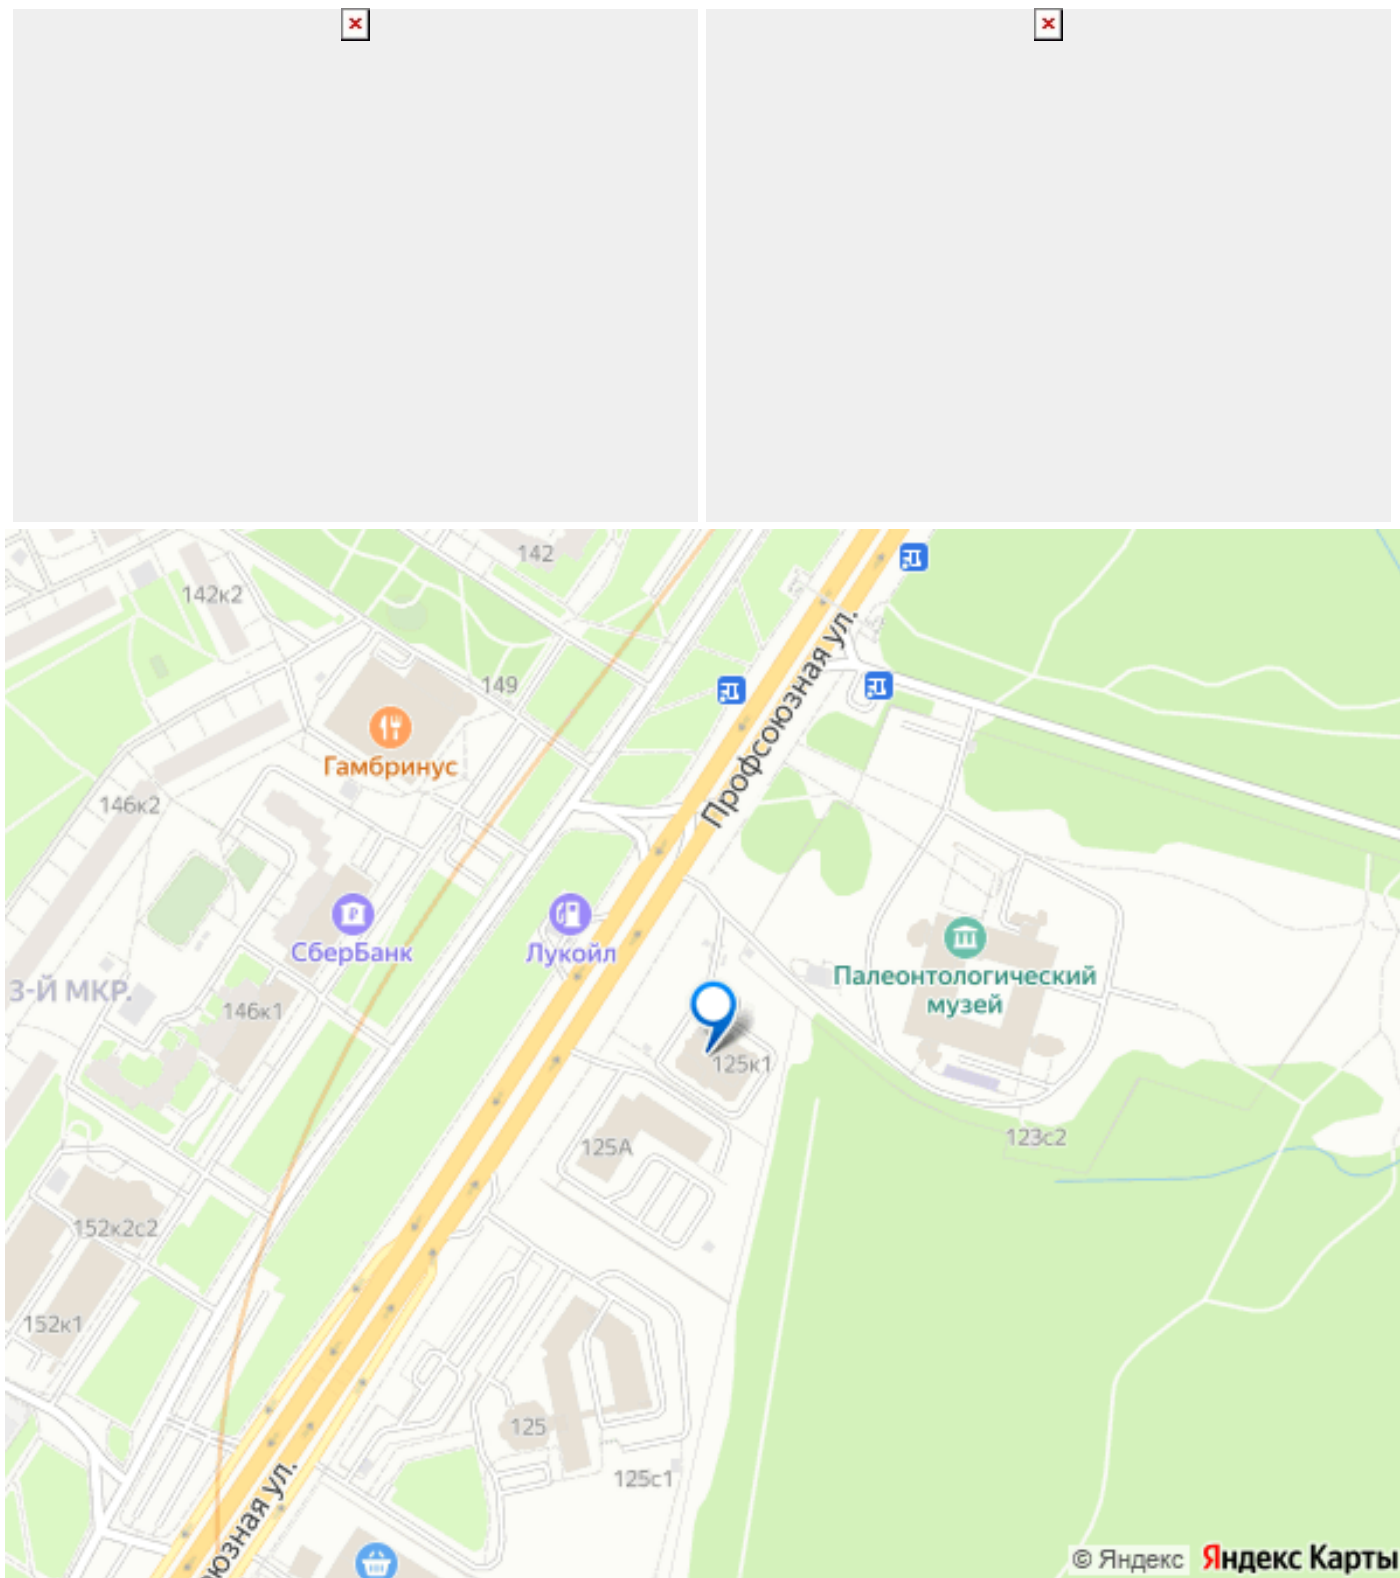 142
142к2
Профсоюзная ул.
149
Гамбринус
146к2
СберБанк
Лукойл
Палеонтологический
музей
3-Й МКР.
146к1
125к1
125А
123с2
152к2с2
152к1
125
125с1
юзная ул.
© Яндекс Яндекс Карты